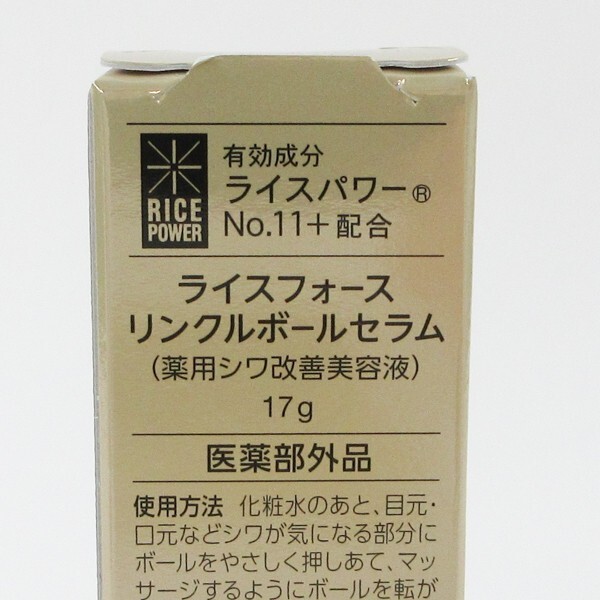 RICE
POWER
有効成分
ライスパワー®
No.11+配合
ライスフォース
リンクルボールセラム
(薬用シワ改善美容液)
17g
医薬部外品
使用方法 化粧水のあと、目元・
口元などシワが気になる部分に
ボールをやさしく押しあて、マッ
サージするようにボールを転が